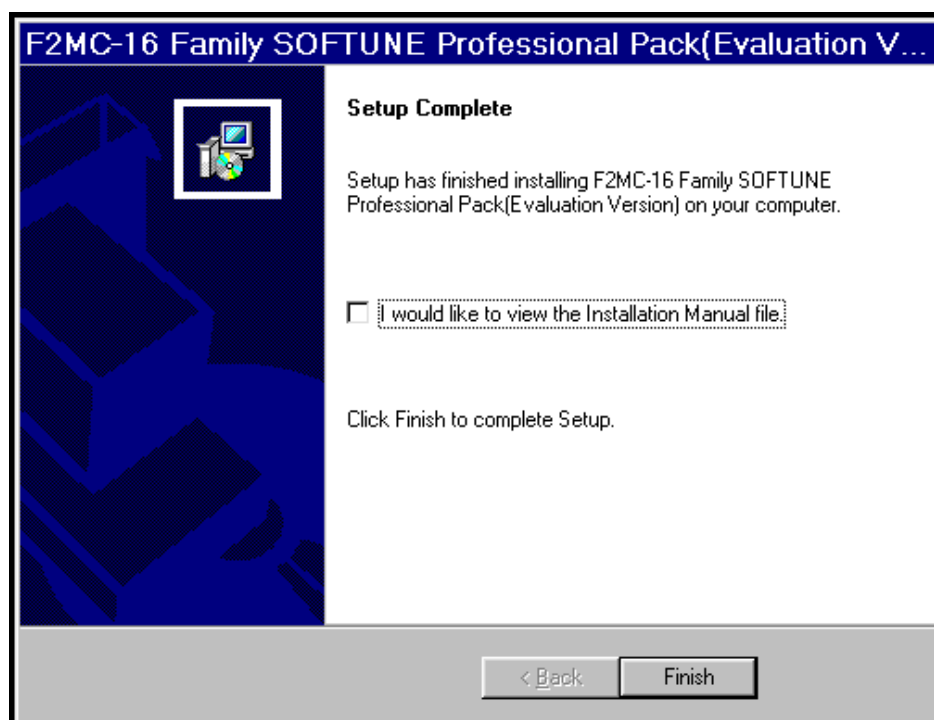 F2MC-16 Family SOFTUNE Professional Pack(Evaluation V...
Setup Complete
Setup has finished installing F2MC-16 Family SOFTUNE
Professional Pack(Evaluation Version) on your computer.
I would like to view the Installation Manual file.
Click Finish to complete Setup.
< Back
Finish